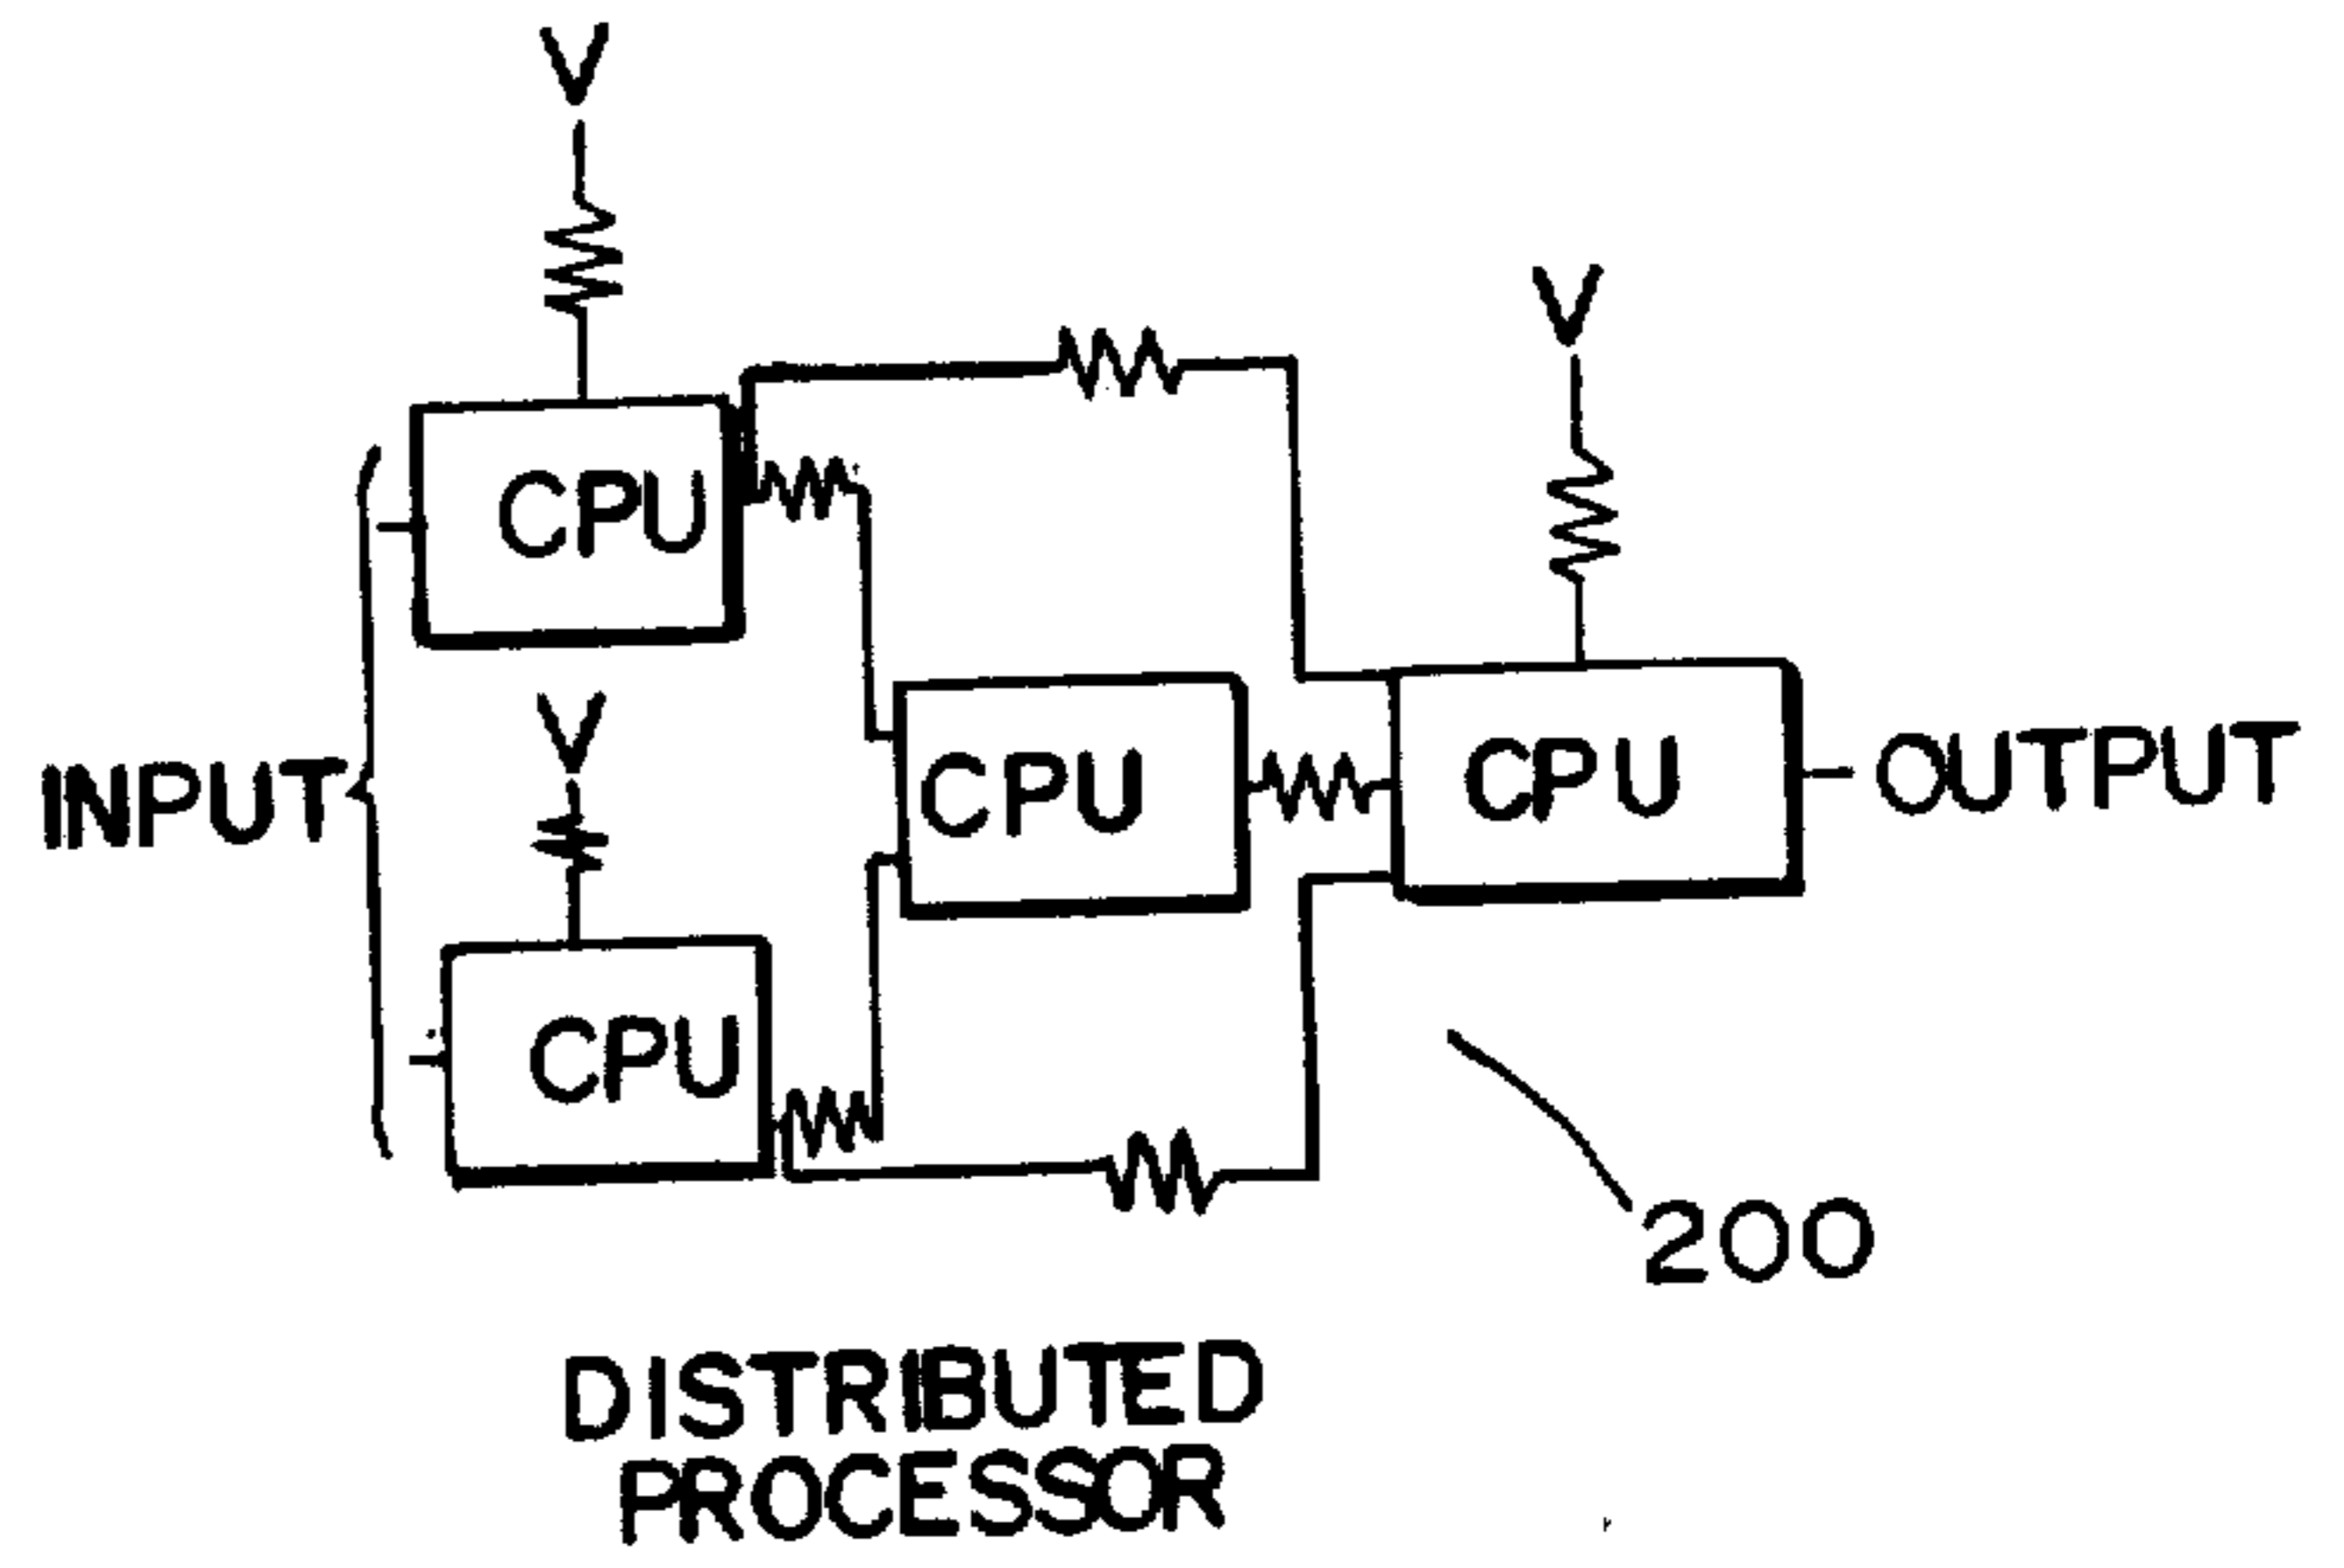 V
V
CPU
V
INPUT
CPU
CPU
OUTPUT
CPU
200
DISTRIBUTED
PROCESSOR